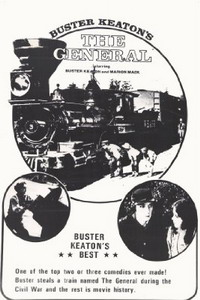 BUSTER KEATON'S
THE
GENERAL
starring
BUSTER KEATON and MARION MACK
BUSTER
KEATON'S
★★ BEST ★★
One of the top two or three comedies ever made!
Buster steals a train named The General during the
Civil War and the rest is movie history.